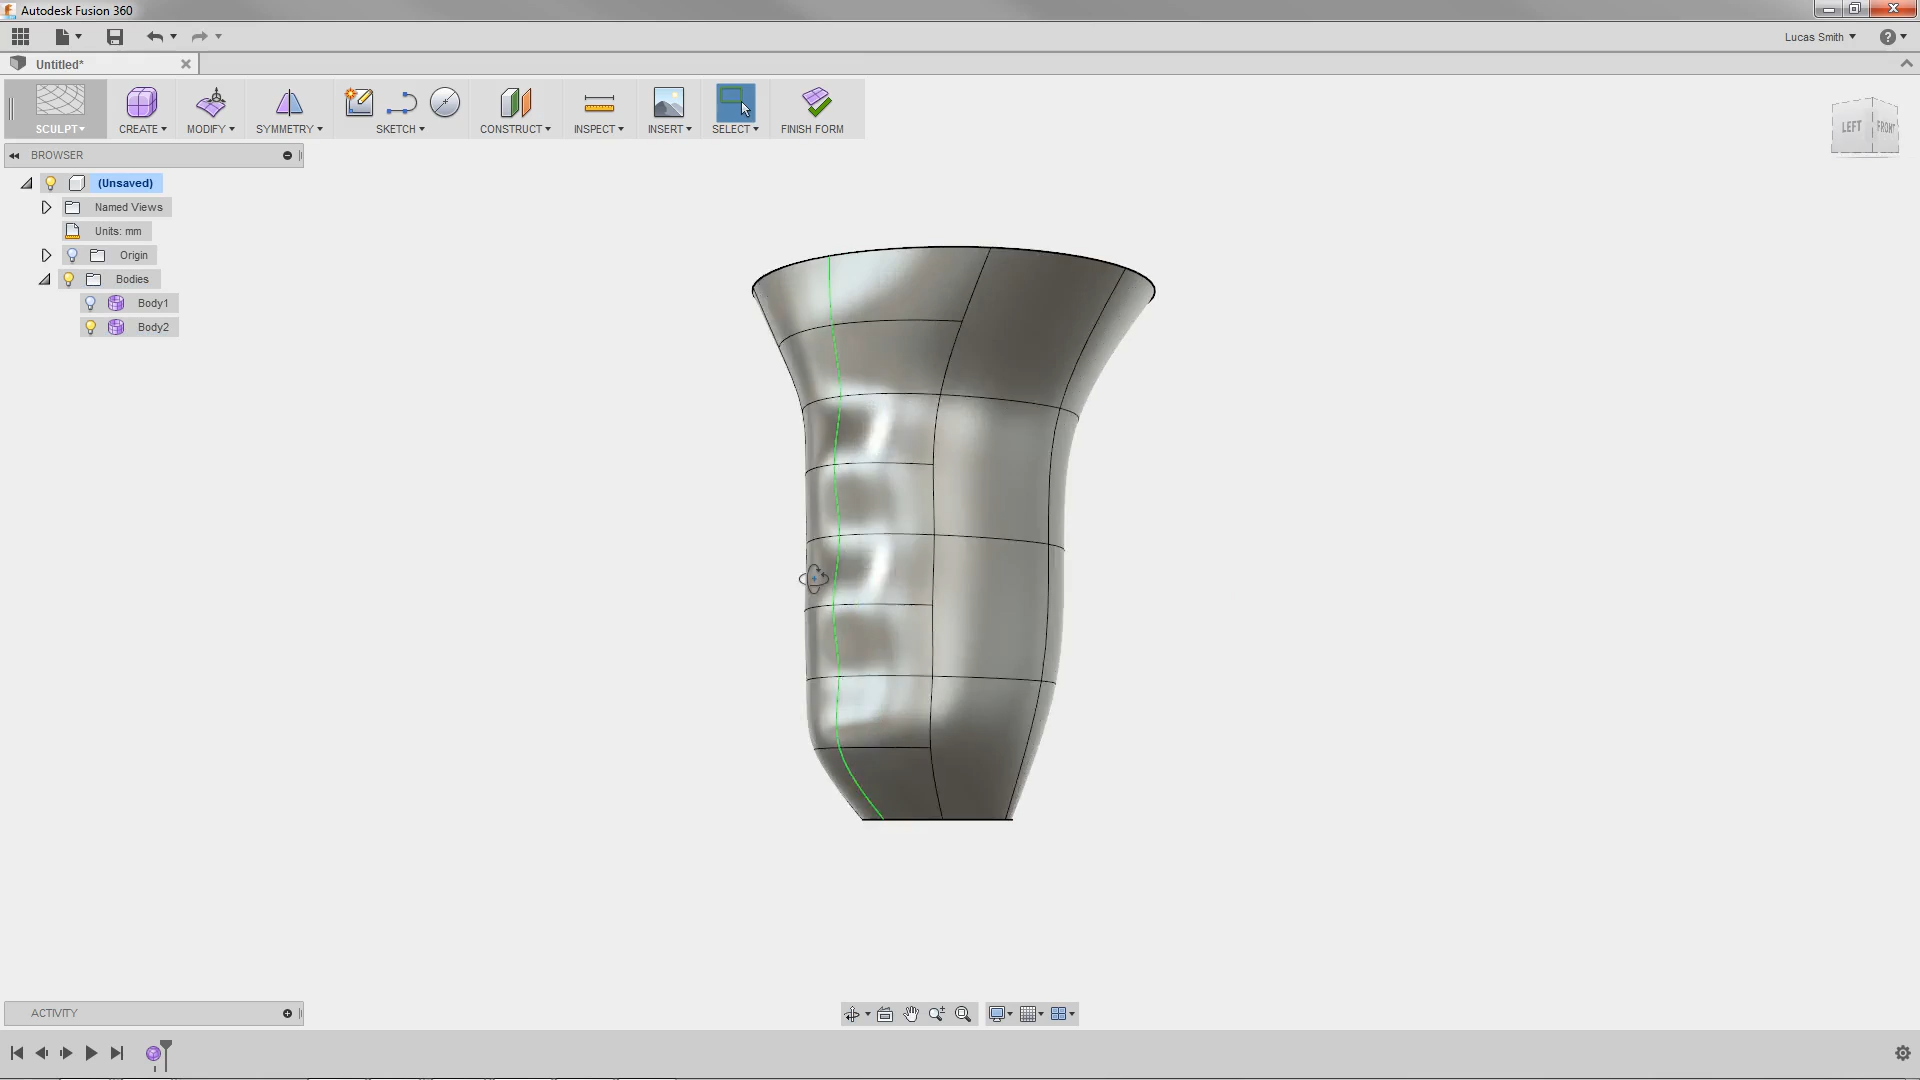 Autodesk Fusion 360
Lucas Smith
Untitled*
SCULPT
CREATE
MODIFY
SYMMETRY
SKETCH
CONSTRUCT
INSPECT
INSERT
SELECT
FINISH FORM
LEFT
FRONT
BROWSER
(Unsaved)
Named Views
Units: mm
Origin
Bodies
Body1
Body2
ACTIVITY